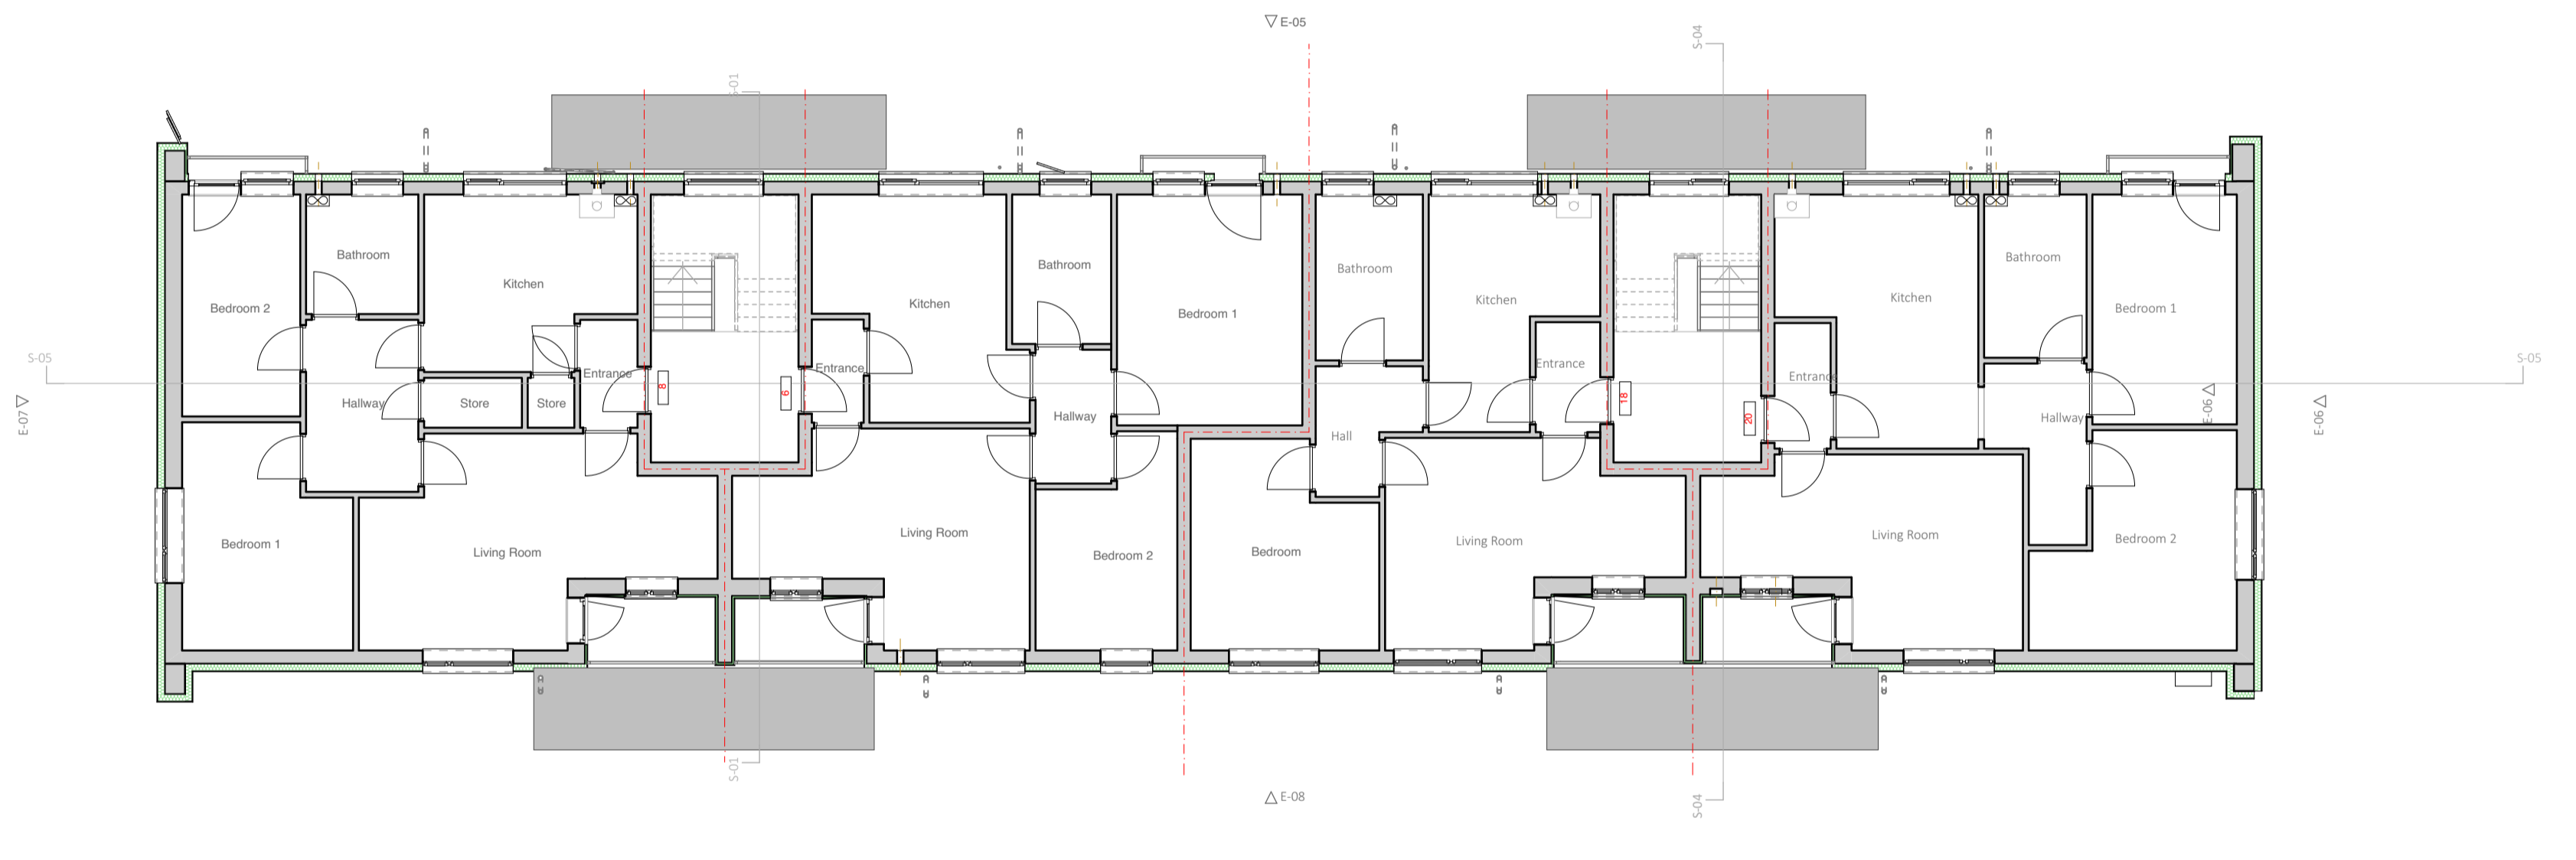 E-05
S-04
S-01
Bathroom
Kitchen
Bedroom 2
Bathroom
Kitchen
Bedroom 1
Bathroom
Kitchen
Kitchen
Bathroom
Bedroom 1
S-05
Entrance
Entrance
Entrance
Entrance
S-05
8
6
18
20
E-07
Hallway
Store
Store
Hallway
Hall
Hallway
E-06
E-06
Bedroom 1
Living Room
Living Room
Bedroom 2
Bedroom
Living Room
Living Room
Bedroom 2
S-01
E-08
S-04